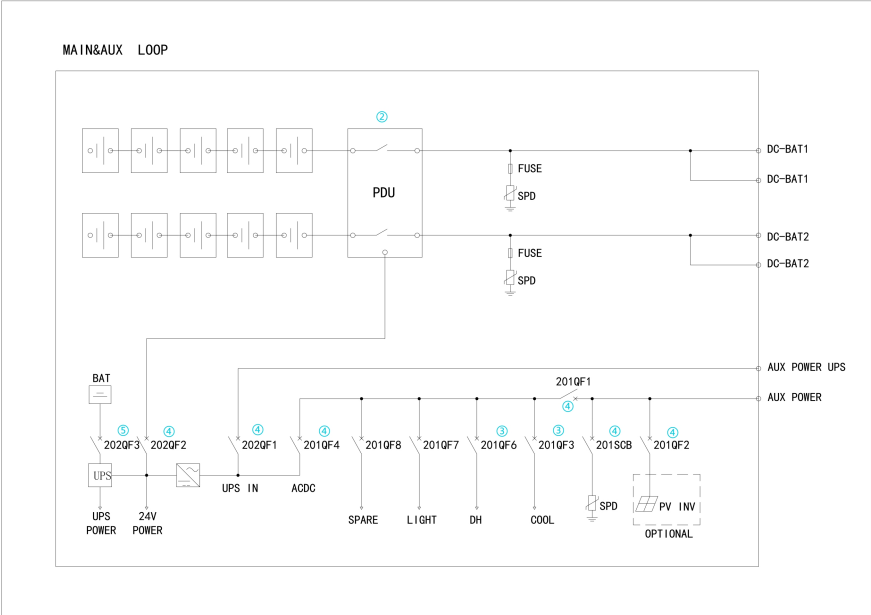 MAIN&AUX LOOP
②
PDU
DC-BAT1
DC-BAT1
FUSE
SPD
DC-BAT2
DC-BAT2
FUSE
SPD
AUX POWER UPS
AUX POWER
BAT
201QF1
④
⑤ ④ ④ ④ ③ ③ ④ ④
202QF3 202QF2 202QF1 201QF4 201QF8 201QF7 201QF6 201QF3 201SCB 201QF2
UPS
UPS IN ACDC
SPD PV INV
UPS POWER
24V POWER
SPARE LIGHT DH COOL
OPTIONAL